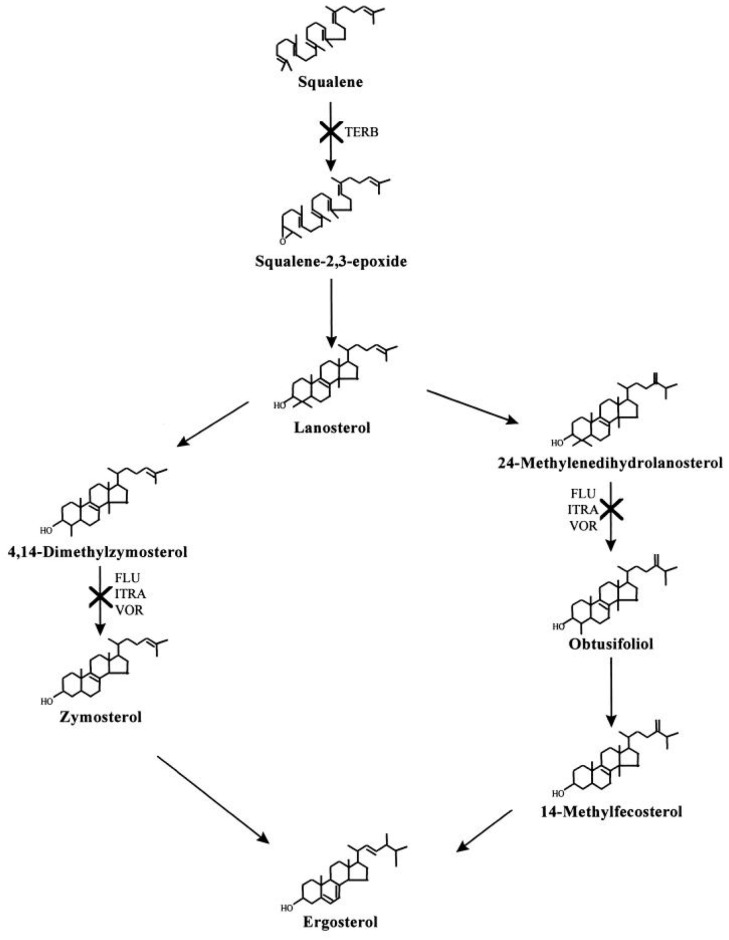 Squalene
TERB
O
Squalene-2,3-epoxide
HO
Lanosterol
HO
24-Methylenedihydrolanosterol
HO
4,14-Dimethylzymosterol
FLU
ITRA
VOR
FLU
ITRA
VOR
HO
Obtusifoliol
HO
Zymosterol
HO
14-Methylfecosterol
HO
Ergosterol